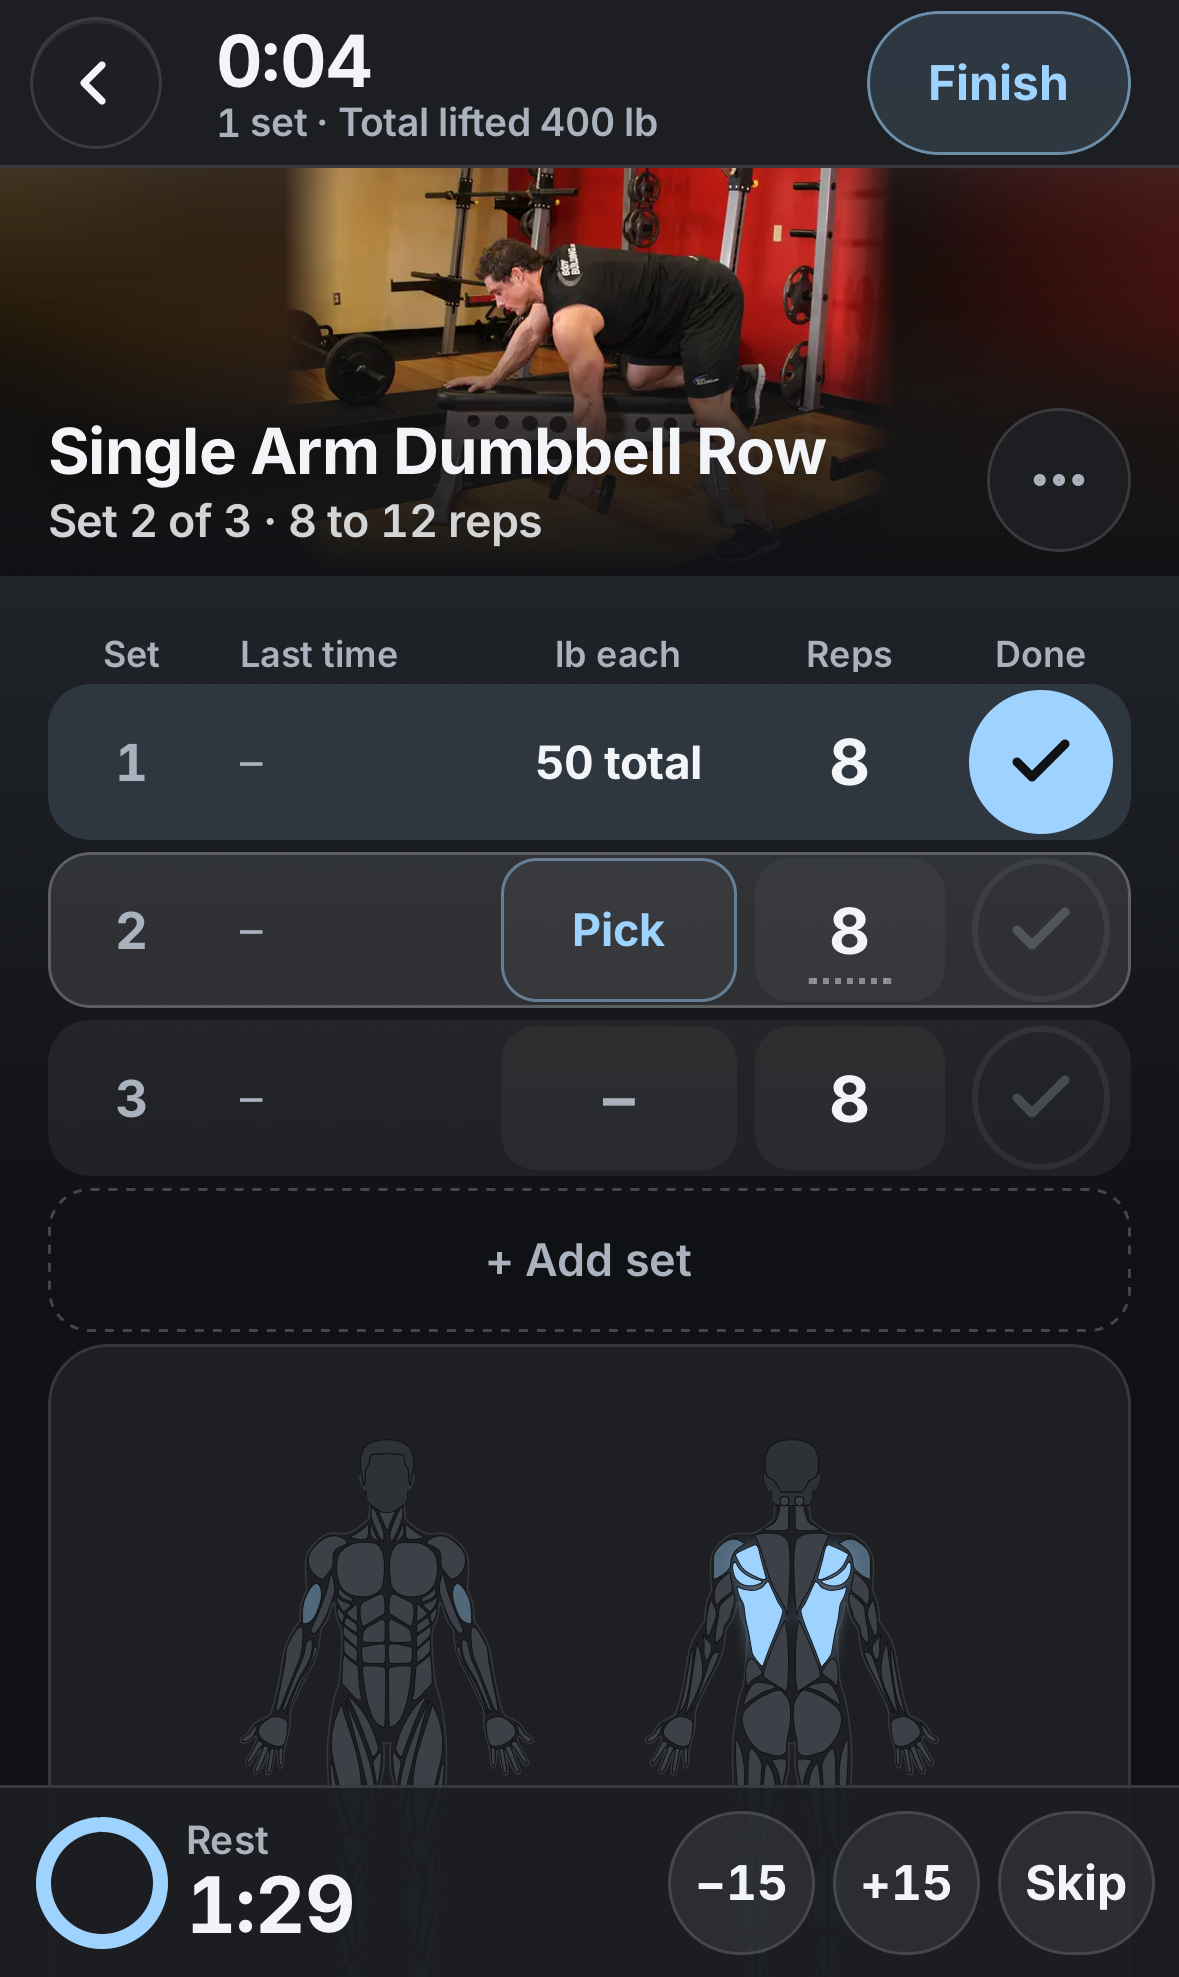 0:04
1 set · Total lifted 400 lb
Finish
BODY
BUILDING
Single Arm Dumbbell Row
Set 2 of 3 · 8 to 12 reps
Set Last time lb each Reps Done
1 – 50 total 8
2 – Pick 8
3 – – 8
+ Add set
Rest
1:29
–15 +15 Skip